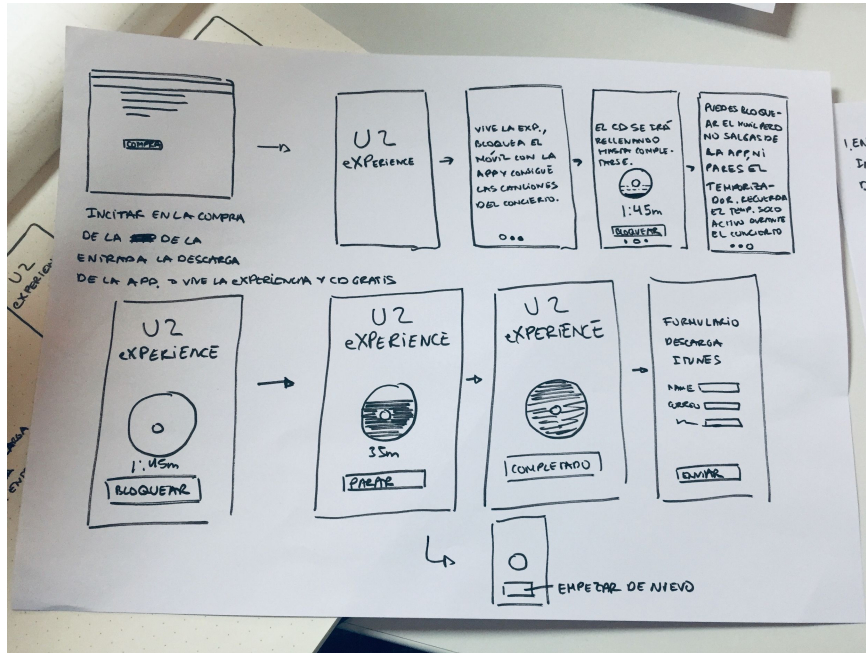 COMPRA
INCITAR EN LA COMPRA
DE LA DE LA
ENTRADA LA DESCARGA
DE LA APP. → VIVE LA eXPERIENCIA Y CD GRATIS
U2
eXPERIENCE
VIVE LA EXP.,
BLOQUEA EL
MÓVIL CON LA
APP Y CONSIGUE
LAS CANCIONES
DEL CONCIERTO.
EL CD SE IRÁ
RELLENANDO
HASTA COMPLE-
TARSE.
1:45m
BLOQUEAR
PUEDES BLOQUE-
AR EL MÓVIL PERO
NO SALGAS DE
LA APP, NI
PARES EL
TEMPORIZA-
DOR. RECUERDA
EL TEMP. SOLO
ACTIVO DURANTE
EL CONCIERTO
U2
eXPERIENCE
1:45m
BLOQUEAR
U2
eXPERIENCE
35m
PARAR
U2
eXPERIENCE
COMPLETADO
FORMULARIO
DESCARGA
ITUNES
NAME
CORREO
ENVIAR
EMPEZAR DE NUEVO
U2